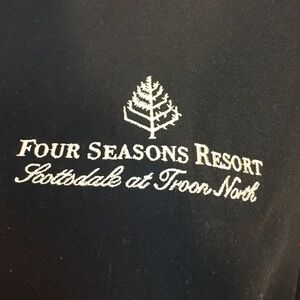 FOUR SEASONS RESORT
Scottsdale at Troon North